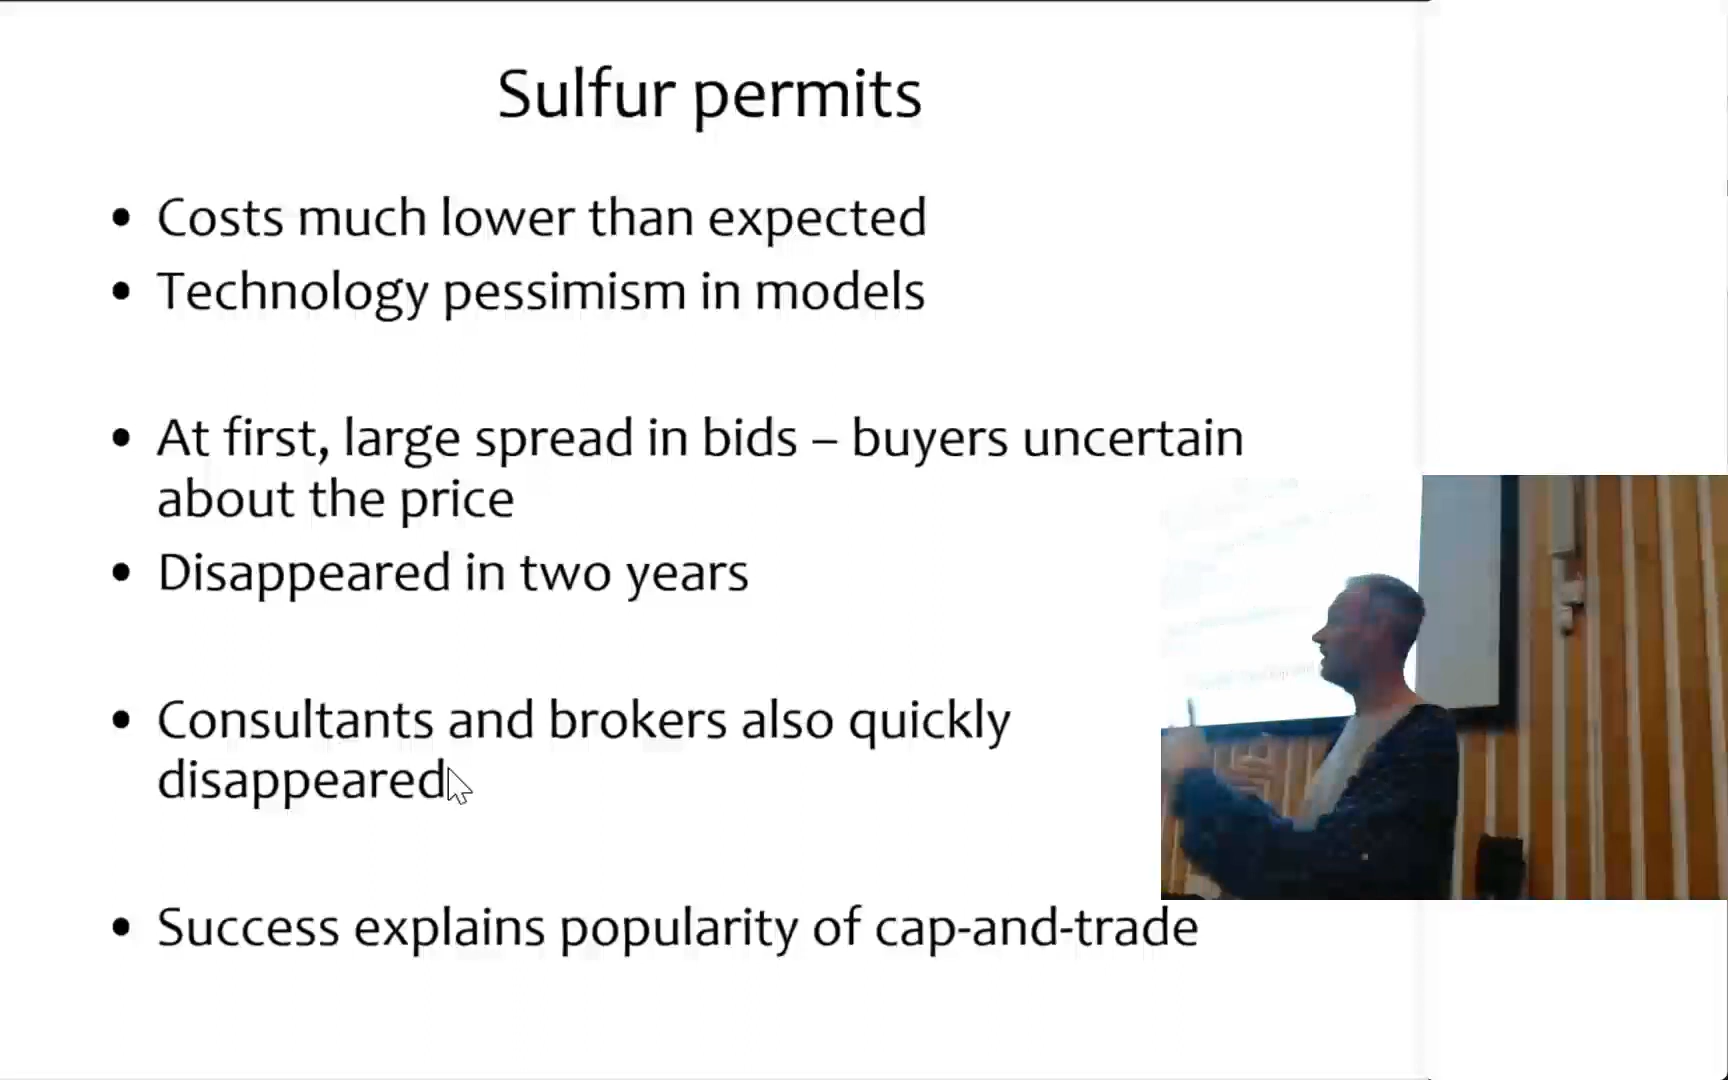 Sulfur permits
• Costs much lower than expected
• Technology pessimism in models
• At first, large spread in bids – buyers uncertain
about the price
• Disappeared in two years
• Consultants and brokers also quickly
disappeared
• Success explains popularity of cap-and-trade